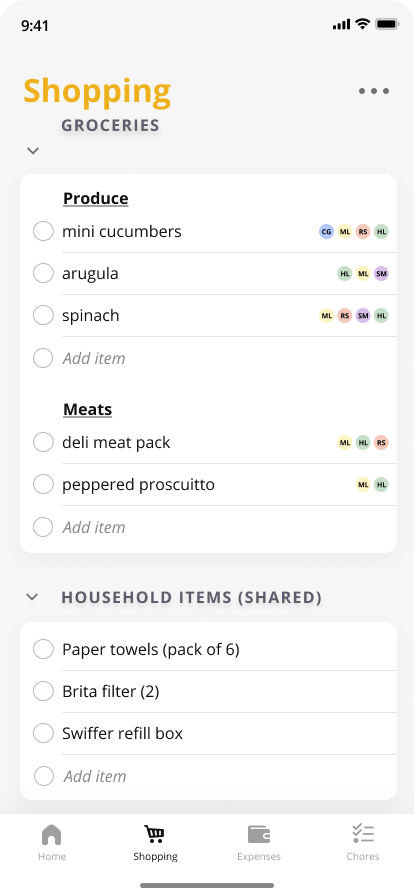 9:41
Shopping
GROCERIES
Produce
mini cucumbers CG ML RS HL
arugula HL ML SM
spinach ML RS SM HL
Add item
Meats
deli meat pack ML HL RS
peppered proscuitto ML HL
Add item
HOUSEHOLD ITEMS (SHARED)
Paper towels (pack of 6)
Brita filter (2)
Swiffer refill box
Add item
Home Shopping Expenses Chores